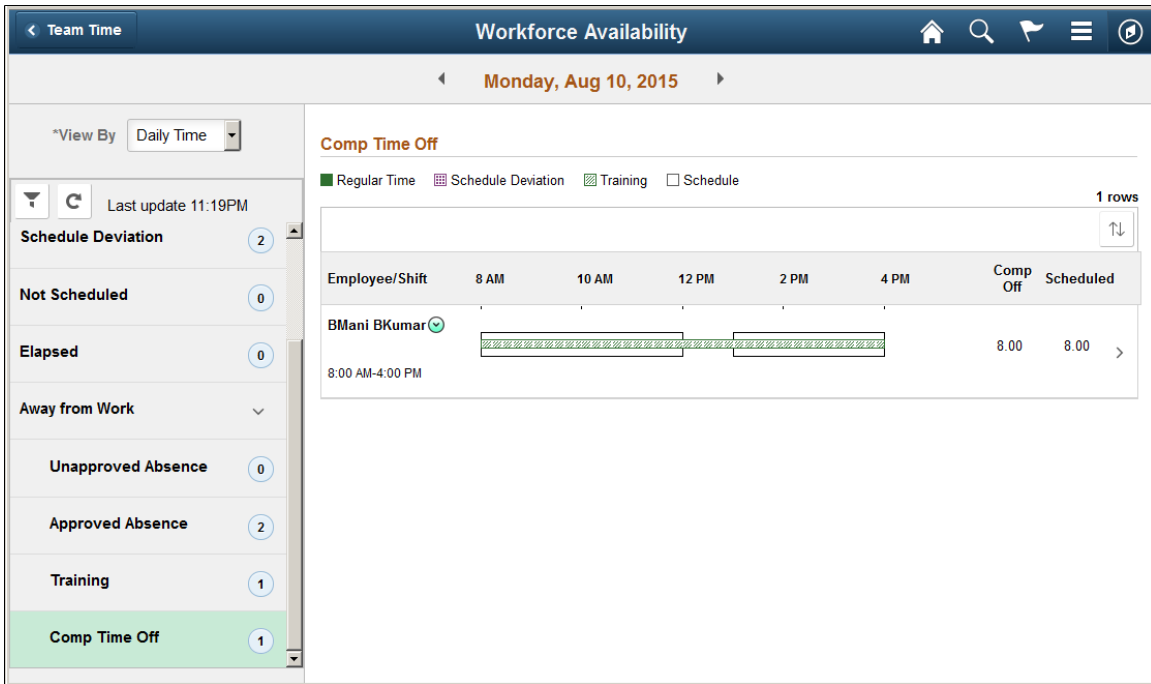 Team Time
Workforce Availability
Monday, Aug 10, 2015
*View By Daily Time
Last update 11:19PM
Schedule Deviation 2
Not Scheduled 0
Elapsed 0
Away from Work
Unapproved Absence 0
Approved Absence 2
Training 1
Comp Time Off 1
Comp Time Off
Regular Time Schedule Deviation Training Schedule
1 rows
Employee/Shift 8 AM 10 AM 12 PM 2 PM 4 PM Comp Off Scheduled
BMani BKumar 8.00 8.00
8:00 AM-4:00 PM